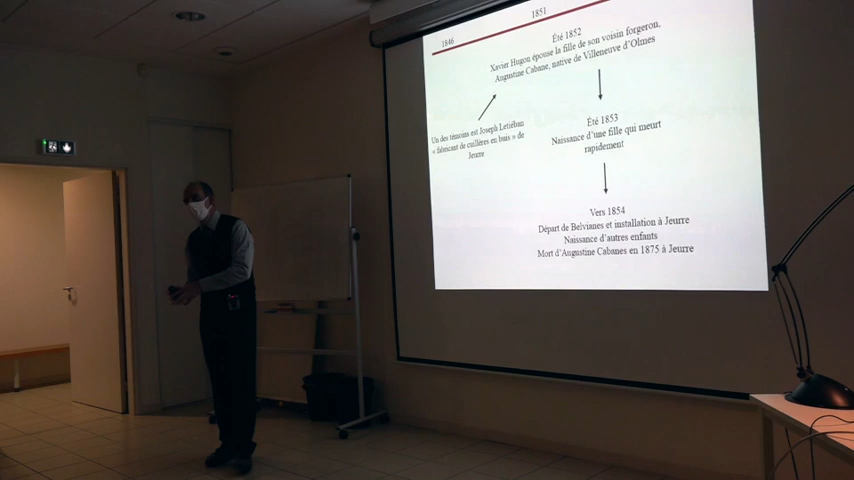 1846
1851
Été 1852
Xavier Hugon épouse la fille de son voisin forgeron,
Augustine Cabane, native de Villeneuve d'Olmes
Un des témoins est Joseph Letiéban
« fabricant de cuillères en buis » de
Jeurre
Été 1853
Naissance d'une fille qui meurt
rapidement
Vers 1854
Départ de Belvianes et installation à Jeurre
Naissance d'autres enfants
Mort d'Augustine Cabanes en 1875 à Jeurre